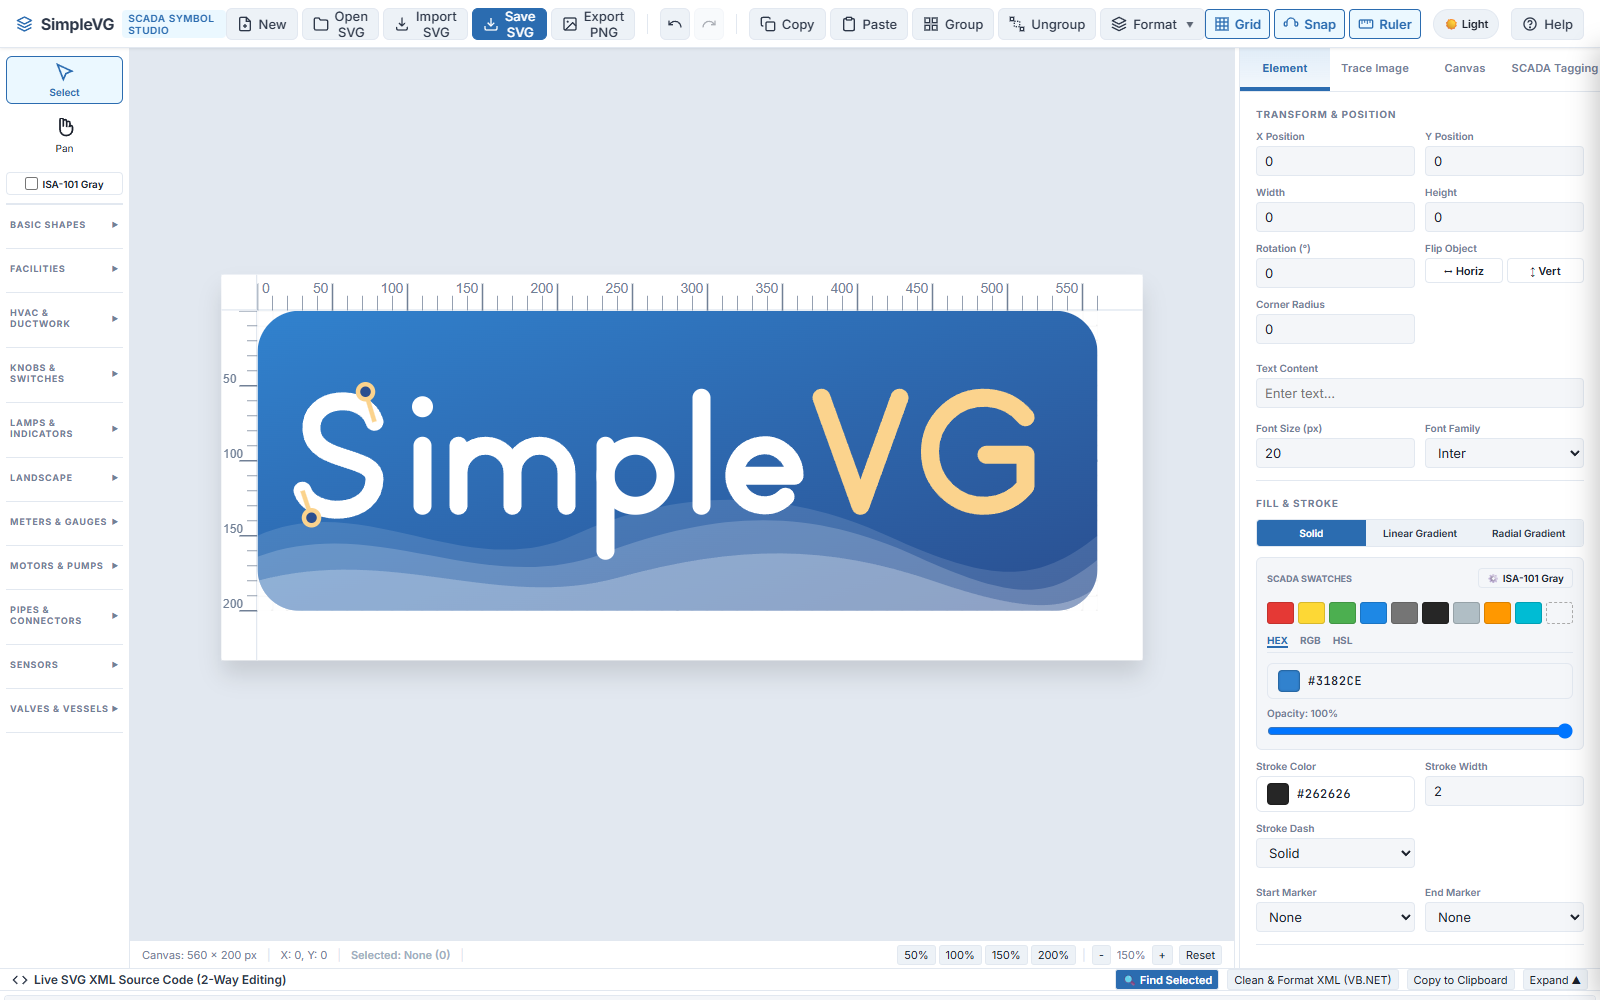 SimpleVG
SCADA SYMBOL
STUDIO
New
Open
SVG
Import
SVG
Save
SVG
Export
PNG
Copy
Paste
Group
Ungroup
Format ▼
Grid
Snap
Ruler
Light
Help
Select
Pan
ISA-101 Gray
BASIC SHAPES ▶
FACILITIES ▶
HVAC &
DUCTWORK ▶
KNOBS &
SWITCHES ▶
LAMPS &
INDICATORS ▶
LANDSCAPE ▶
METERS & GAUGES ▶
MOTORS & PUMPS ▶
PIPES &
CONNECTORS ▶
SENSORS ▶
VALVES & VESSELS ▶
0 50 100 150 200 250 300 350 400 450 500 550
50
100
150
200
SimpleVG
Canvas: 560 × 200 px
X: 0, Y: 0
Selected: None (0)
50% 100% 150% 200% - 150% + Reset
Element Trace Image Canvas SCADA Tagging
TRANSFORM & POSITION
X Position Y Position
0 0
Width Height
0 0
Rotation (°) Flip Object
0 ↔ Horiz ↕ Vert
Corner Radius
0
Text Content
Enter text...
Font Size (px) Font Family
20 Inter
FILL & STROKE
Solid Linear Gradient Radial Gradient
SCADA SWATCHES ISA-101 Gray
HEX RGB HSL
#3182CE
Opacity: 100%
Stroke Color Stroke Width
#262626 2
Stroke Dash
Solid
Start Marker End Marker
None None
<> Live SVG XML Source Code (2-Way Editing)
Find Selected Clean & Format XML (VB.NET) Copy to Clipboard Expand ▲